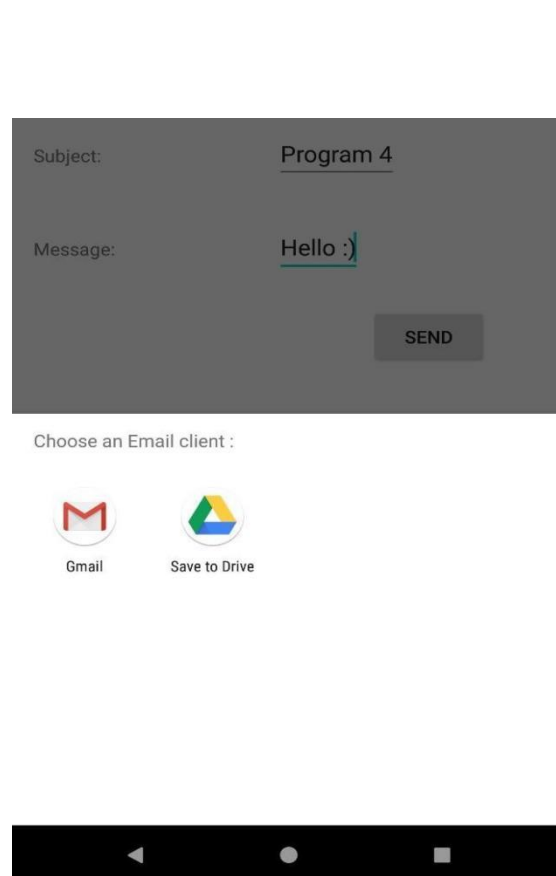 Subject: Program 4
Message: Hello :)
SEND
Choose an Email client :
Gmail Save to Drive